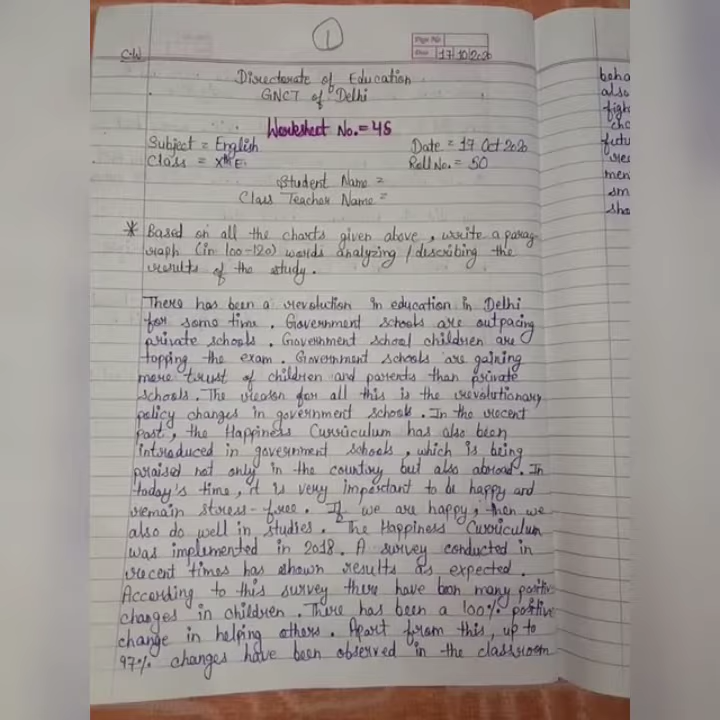 1
C.W
Page No
Date 17/10/2020
Directorate of Education
GNCT of Delhi
Worksheet No. = 45
Subject = English
Date = 17 Oct 2020
Class = Xth E
Roll No. = 50
Student Name =
Class Teacher Name =
* Based on all the charts given above, write a parag-
raph (in 100-120) words analyzing / describing the
results of the study.
There has been a revolution in education in Delhi
for some time. Government schools are outpacing
private schools. Government school children are
topping the exam. Government schools are gaining
more trust of children and parents than private
schools. The reason for all this is the revolutionary
policy changes in government schools. In the recent
past, the Happiness Curriculum has also been
introduced in government schools, which is being
praised not only in the country but also abroad. In
today's time, it is very important to be happy and
remain stress-free. If we are happy, then we
also do well in studies. The Happiness Curriculum
was implemented in 2018. A survey conducted in
recent times has shown results as expected.
According to this survey there have been many positive
changes in children. There has been a 100% positive
change in helping others. Apart from this, up to
97% changes have been observed in the classroom
beha
also
figh
cho
futu
res
men
sm
sho